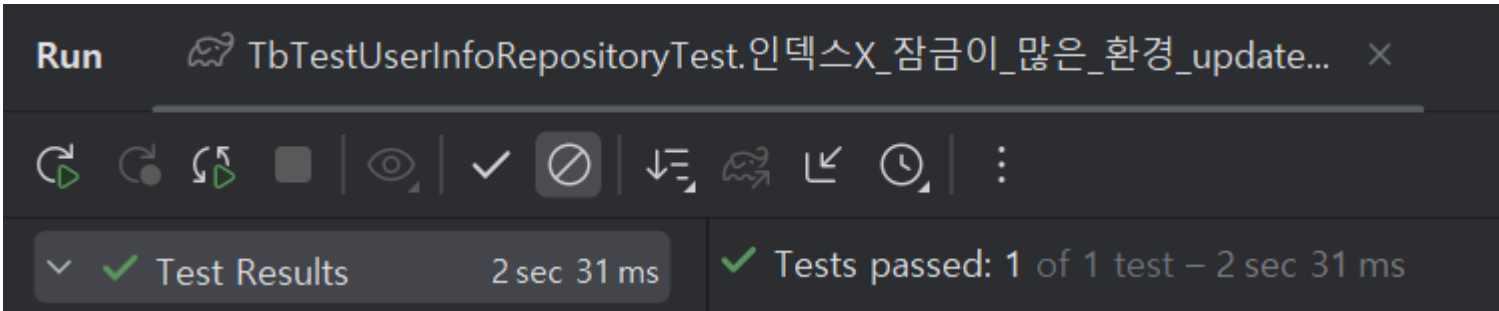 Run TbTestUserInfoRepositoryTest.인덱스X_잠금이_많은_환경_update...
Test Results 2 sec 31 ms
Tests passed: 1 of 1 test – 2 sec 31 ms